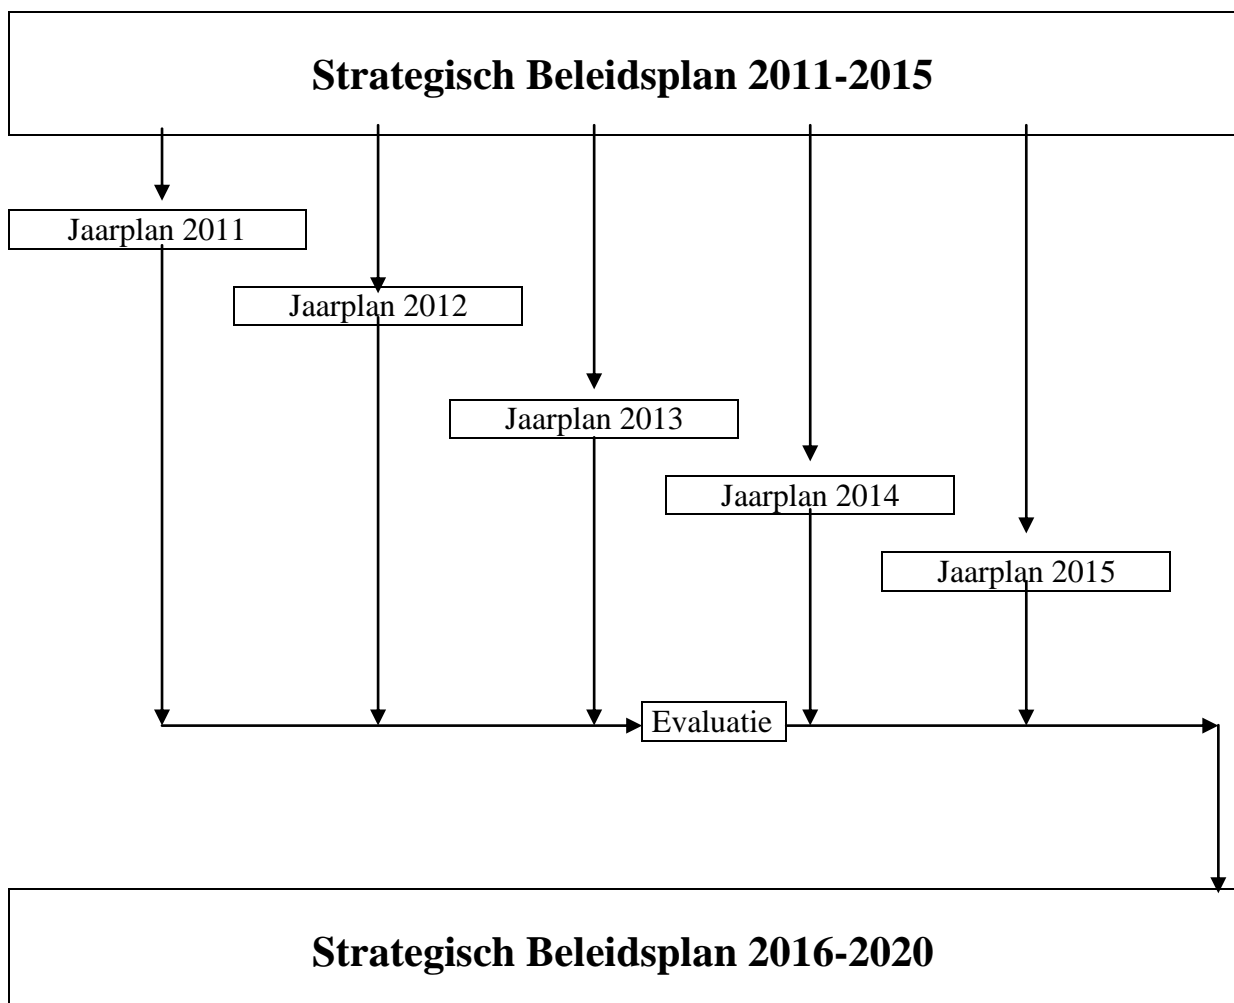 Strategisch Beleidsplan 2011-2015
Jaarplan 2011
Jaarplan 2012
Jaarplan 2013
Jaarplan 2014
Jaarplan 2015
Evaluatie
Strategisch Beleidsplan 2016-2020